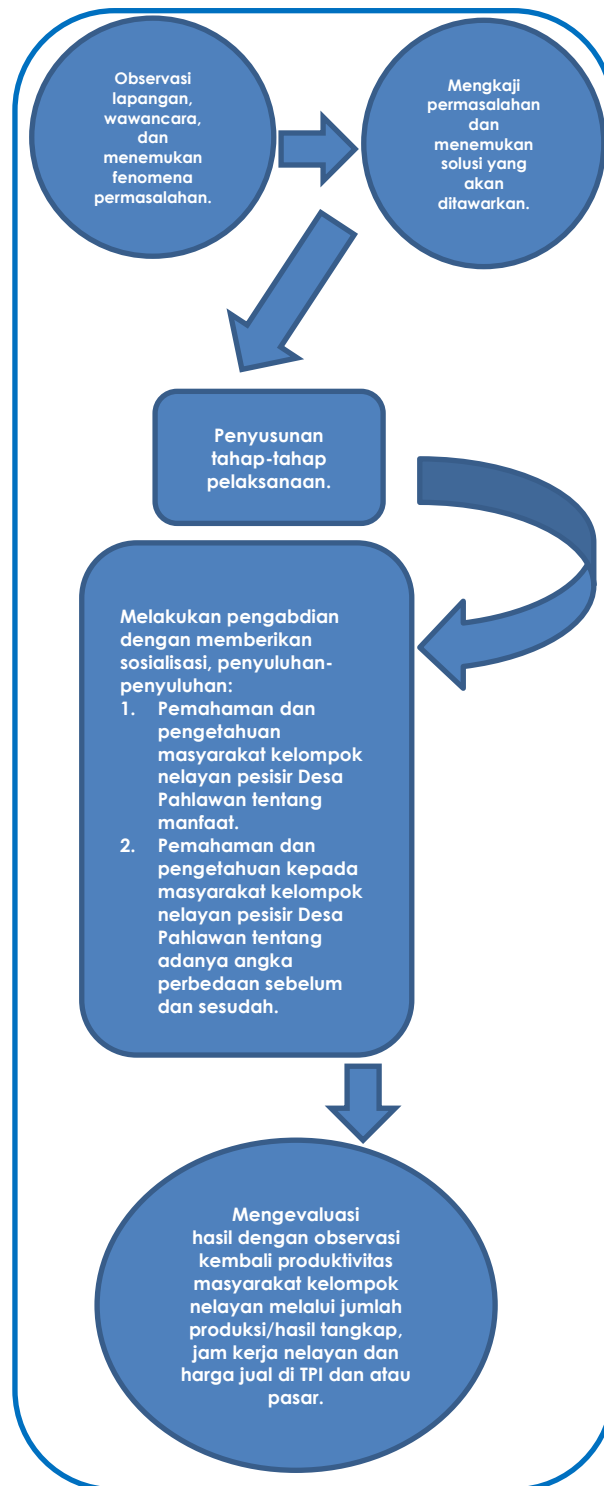 Observasi
lapangan,
wawancara,
dan
menemukan
fenomena
permasalahan.
Mengkaji
permasalahan
dan
menemukan
solusi yang
akan
ditawarkan.
Penyusunan
tahap-tahap
pelaksanaan.
Melakukan pengabdian
dengan memberikan
sosialisasi, penyuluhan-
penyuluhan:
1. Pemahaman dan
pengetahuan
masyarakat kelompok
nelayan pesisir Desa
Pahlawan tentang
manfaat.
2. Pemahaman dan
pengetahuan kepada
masyarakat kelompok
nelayan pesisir Desa
Pahlawan tentang
adanya angka
perbedaan sebelum
dan sesudah.
Mengevaluasi
hasil dengan observasi
kembali produktivitas
masyarakat kelompok
nelayan melalui jumlah
produksi/hasil tangkap,
jam kerja nelayan dan
harga jual di TPI dan atau
pasar.